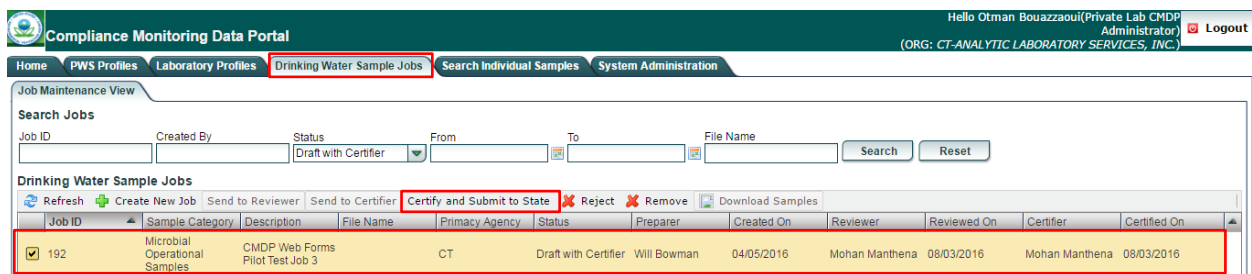 Hello Otman Bouazzaoui(Private Lab CMDP
Administrator)
(ORG: CT-ANALYTIC LABORATORY SERVICES, INC.)
Logout
Compliance Monitoring Data Portal
Home PWS Profiles Laboratory Profiles Drinking Water Sample Jobs Search Individual Samples System Administration
Job Maintenance View
Search Jobs
Job ID Created By Status From To File Name
Draft with Certifier Search Reset
Drinking Water Sample Jobs
Refresh Create New Job Send to Reviewer Send to Certifier Certify and Submit to State Reject Remove Download Samples
Job ID Sample Category Description File Name Primacy Agency Status Preparer Created On Reviewer Reviewed On Certifier Certified On
192 Microbial Operational Samples CMDP Web Forms Pilot Test Job 3 CT Draft with Certifier Will Bowman 04/05/2016 Mohan Manthena 08/03/2016 Mohan Manthena 08/03/2016